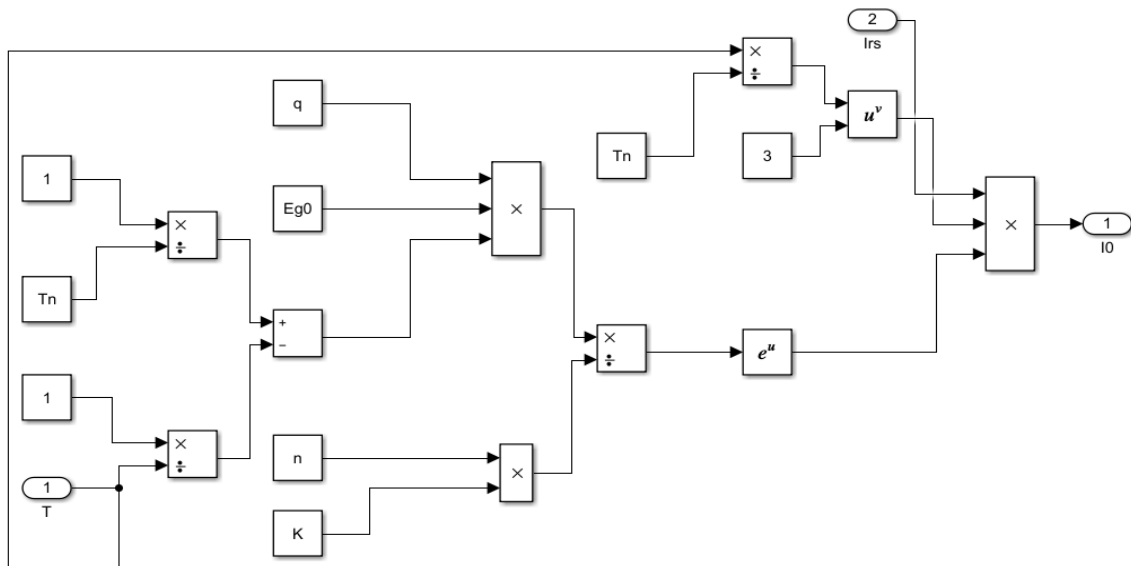 2
Irs
×
÷
q
u^v
Tn
3
1
×
Eg0
×
×
÷
1
I0
Tn
+
−
×
÷
e^u
1
×
÷
n
×
1
T
K